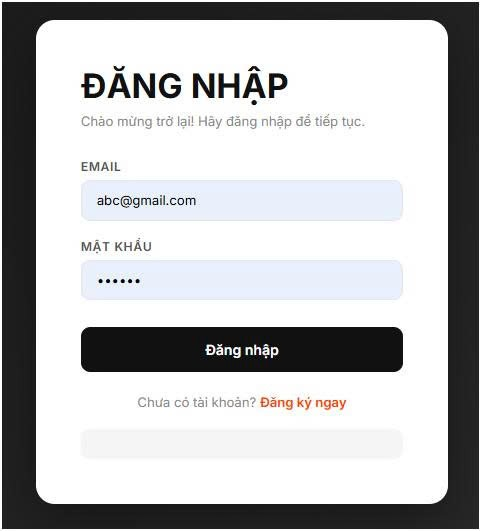 ĐĂNG NHẬP
Chào mừng trở lại! Hãy đăng nhập để tiếp tục.
EMAIL
abc@gmail.com
MẬT KHẨU
••••••
Đăng nhập
Chưa có tài khoản? Đăng ký ngay